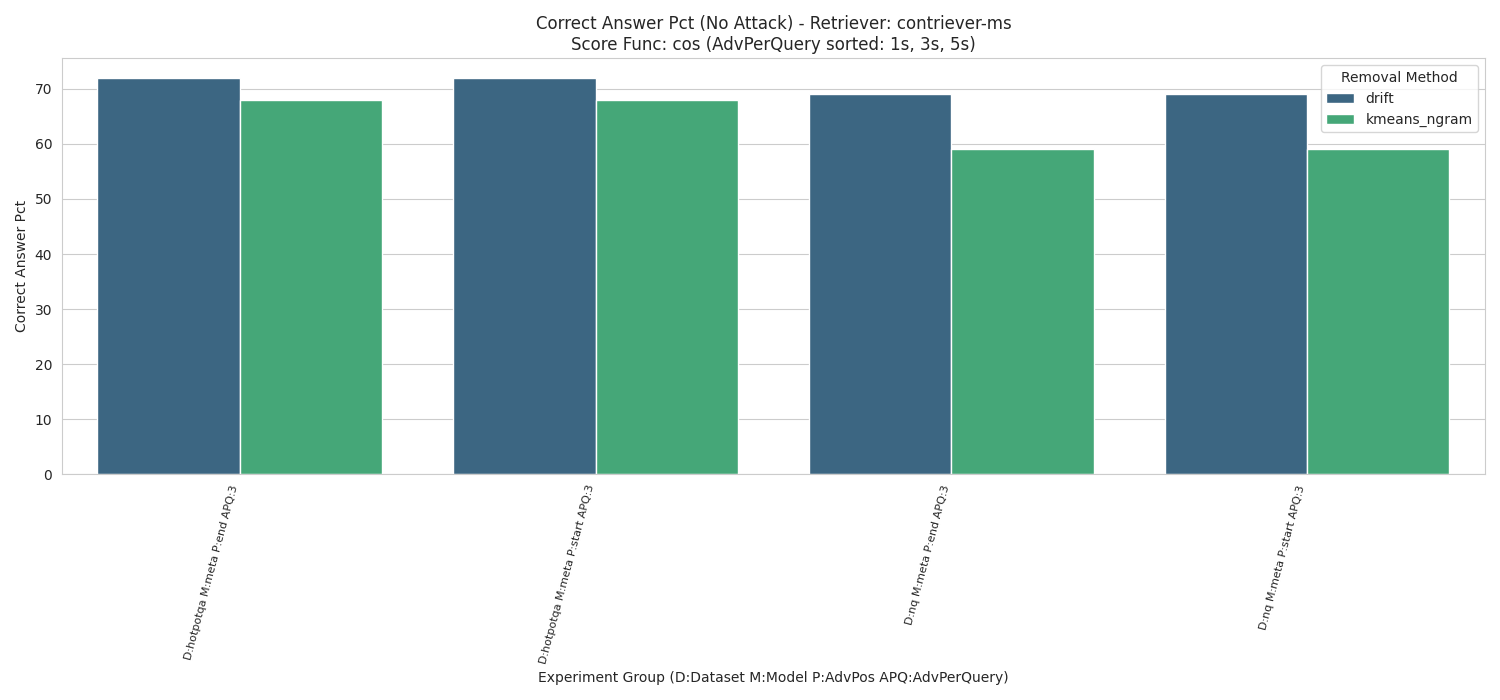 Correct Answer Pct (No Attack) - Retriever: contriever-ms
Score Func: cos (AdvPerQuery sorted: 1s, 3s, 5s)
Removal Method
drift
kmeans_ngram
Correct Answer Pct
70
60
50
40
30
20
10
0
D:hotpotqa M:meta P:end APQ:3
D:hotpotqa M:meta P:start APQ:3
D:nq M:meta P:end APQ:3
D:nq M:meta P:start APQ:3
Experiment Group (D:Dataset M:Model P:AdvPos APQ:AdvPerQuery)